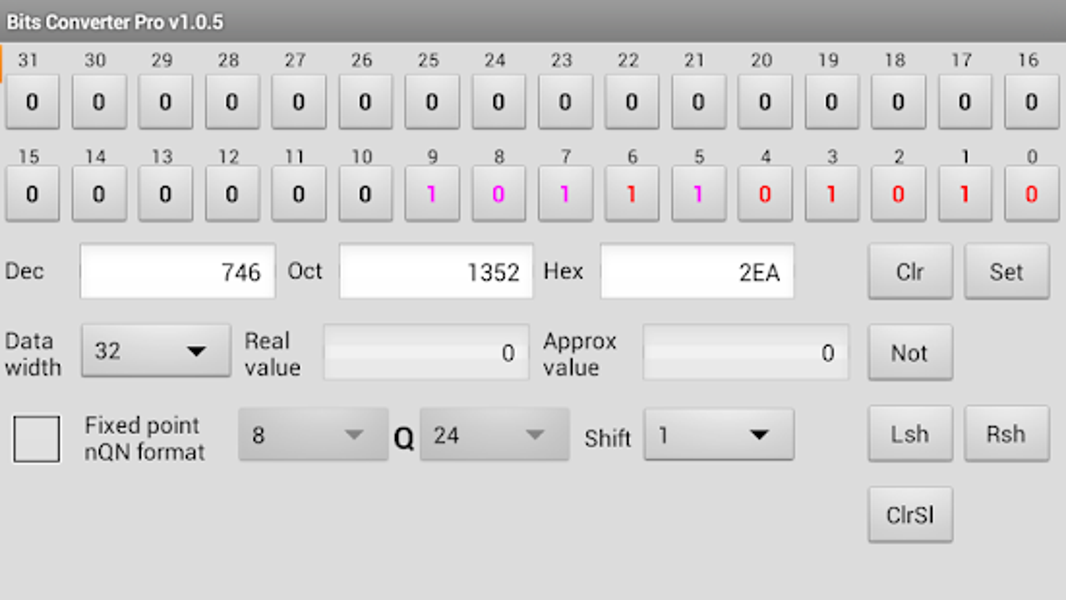 Bits Converter Pro v1.0.5
31 30 29 28 27 26 25 24 23 22 21 20 19 18 17 16
0 0 0 0 0 0 0 0 0 0 0 0 0 0 0 0
15 14 13 12 11 10 9 8 7 6 5 4 3 2 1 0
0 0 0 0 0 0 1 0 1 1 1 0 1 0 1 0
Dec 746 Oct 1352 Hex 2EA Clr Set
Data width 32 Real value 0 Approx value 0 Not
Fixed point nQN format 8 Q 24 Shift 1 Lsh Rsh
ClrSl